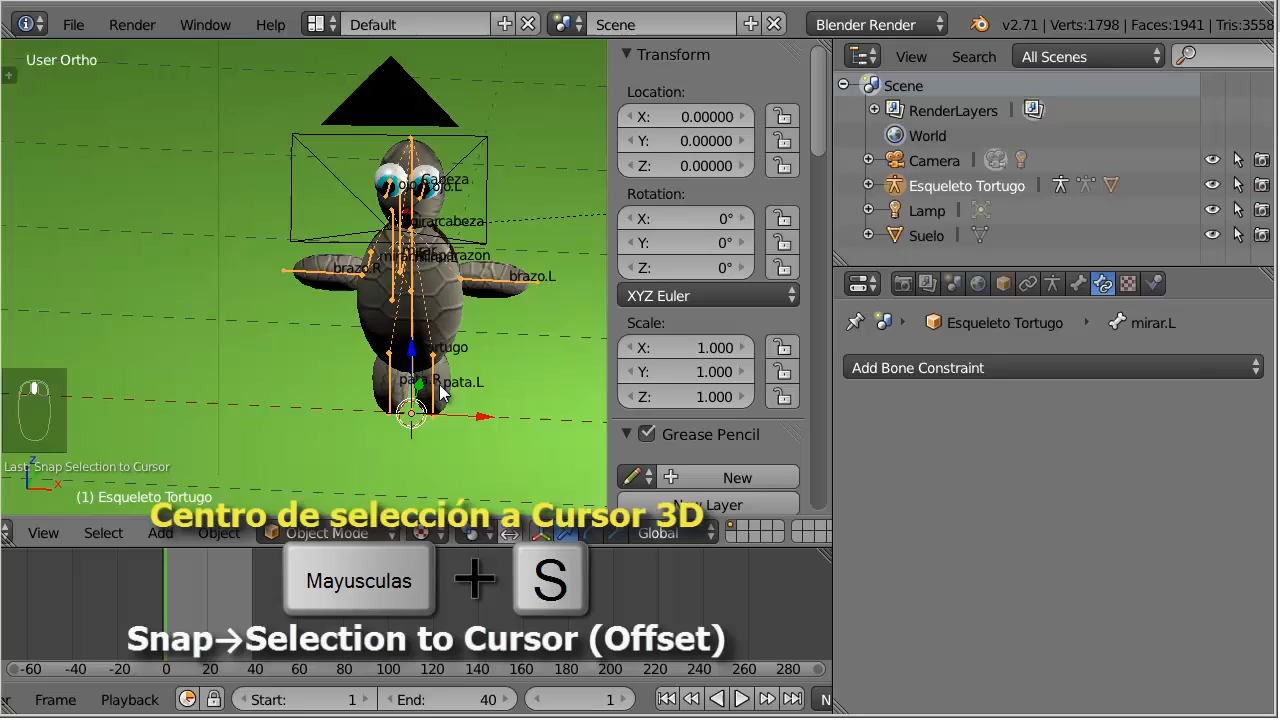 File Render Window Help Default Scene Blender Render v2.71 | Verts:1798 | Faces:1941 | Tris:3558
User Ortho
Transform
Location:
X: 0.00000
Y: 0.00000
Z: 0.00000
Rotation:
X: 0°
Y: 0°
Z: 0°
XYZ Euler
Scale:
X: 1.000
Y: 1.000
Z: 1.000
Grease Pencil
New
New Layer
View Search All Scenes
Scene
RenderLayers
World
Camera
Esqueleto Tortugo
Lamp
Suelo
Esqueleto Tortugo mirar.L
Add Bone Constraint
Cabeza
ojo.L
mirarcabeza
brazo.R
brazo.L
pata.R
pata.L
Last: Snap Selection to Cursor
z
x
(1) Esqueleto Tortugo
Centro de selección a Cursor 3D
View Select Add Object Object Mode Global
Mayusculas + S
Snap→Selection to Cursor (Offset)
-60 -40 -20 0 20 40 60 80 100 120 140 160 180 200 220 240 260 280
Frame Playback Start: 1 End: 40 1